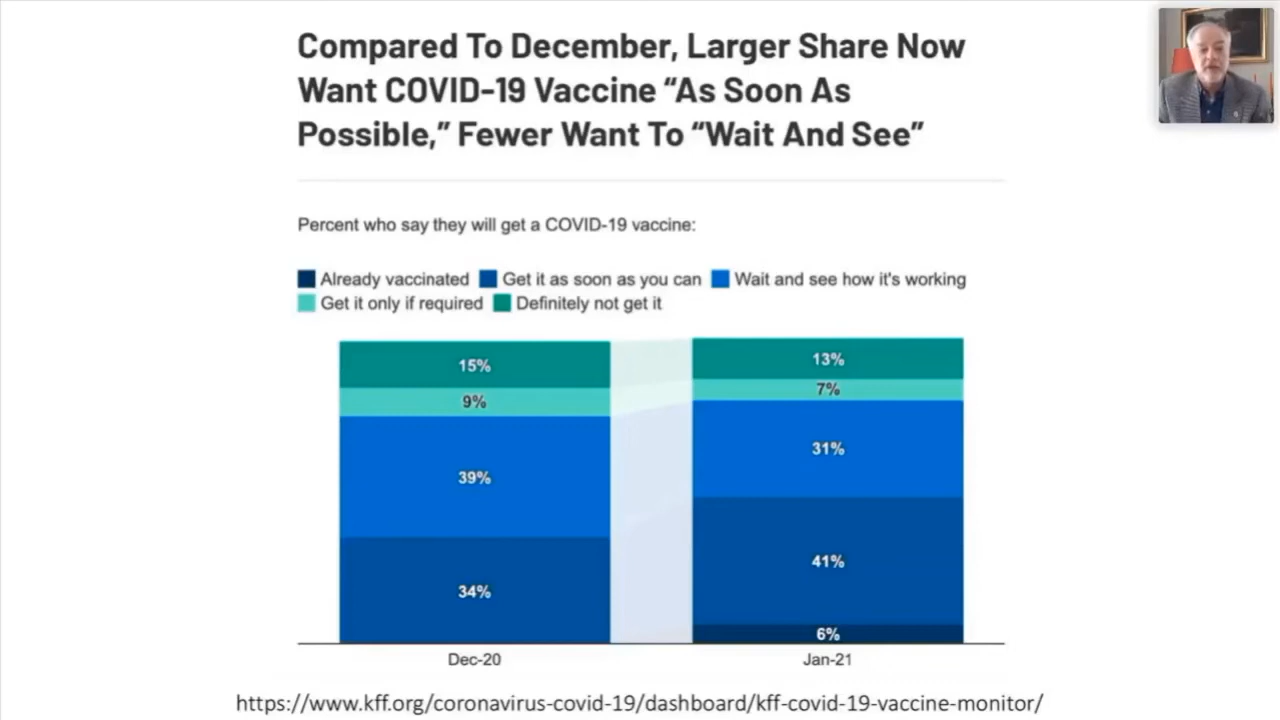 Compared To December, Larger Share Now
Want COVID-19 Vaccine “As Soon As
Possible,” Fewer Want To “Wait And See”
Percent who say they will get a COVID-19 vaccine:
Already vaccinated Get it as soon as you can Wait and see how it's working
Get it only if required Definitely not get it
15%
9%
39%
34%
13%
7%
31%
41%
6%
Dec-20 Jan-21
https://www.kff.org/coronavirus-covid-19/dashboard/kff-covid-19-vaccine-monitor/